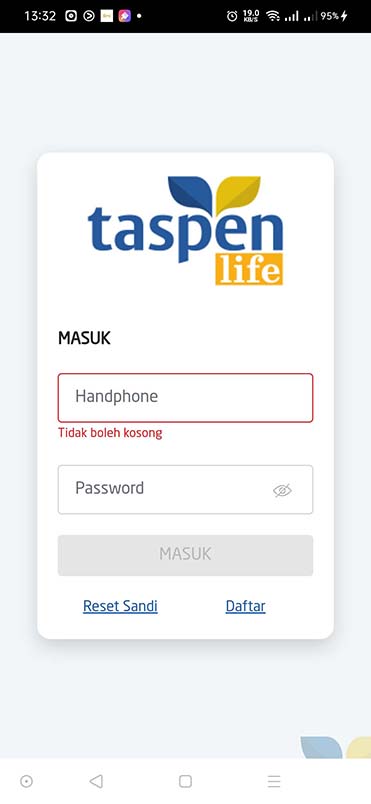 13:32
19.0
KB/S
95%
taspen
life
MASUK
Handphone
Tidak boleh kosong
Password
MASUK
Reset Sandi
Daftar